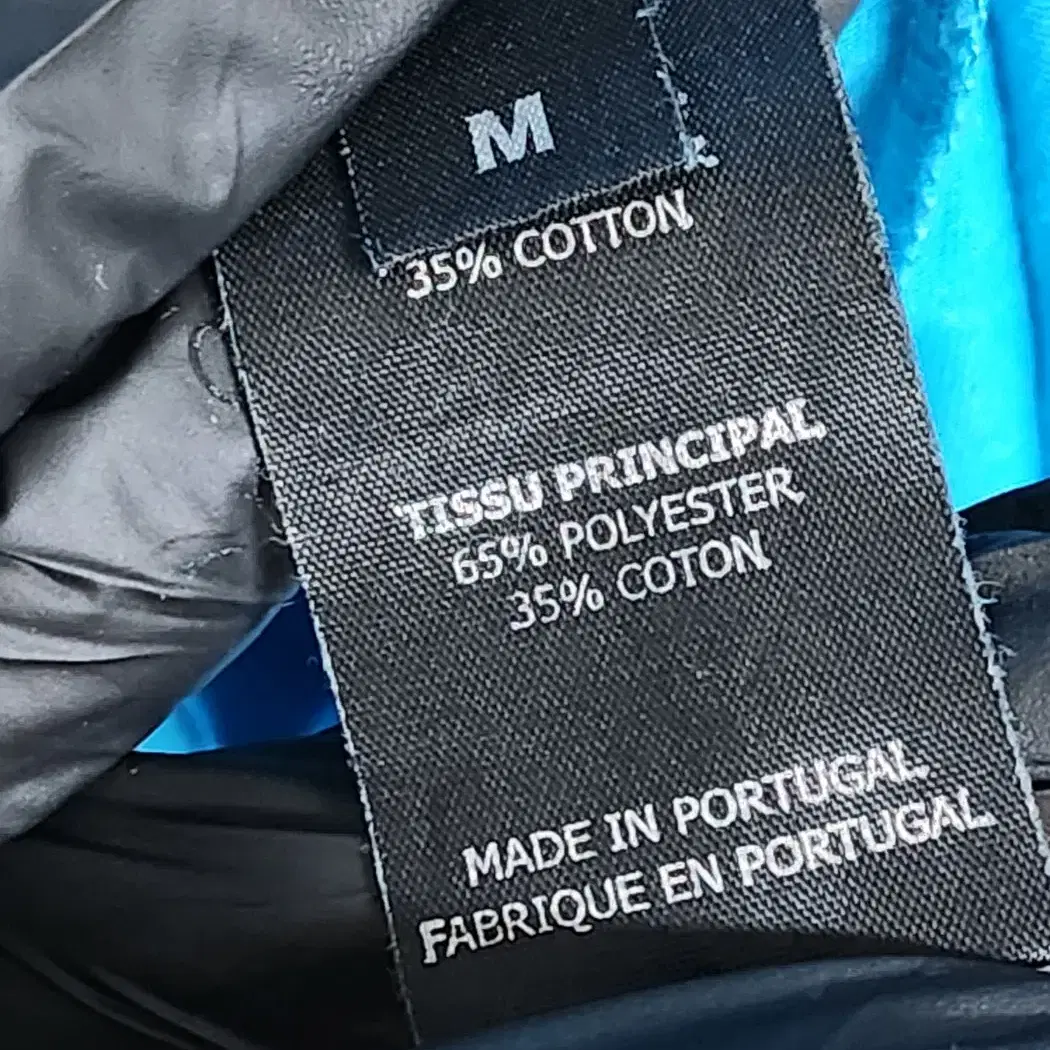 M
35% COTTON
TISSU PRINCIPAL
65% POLYESTER
35% COTON
MADE IN PORTUGAL
FABRIQUE EN PORTUGAL